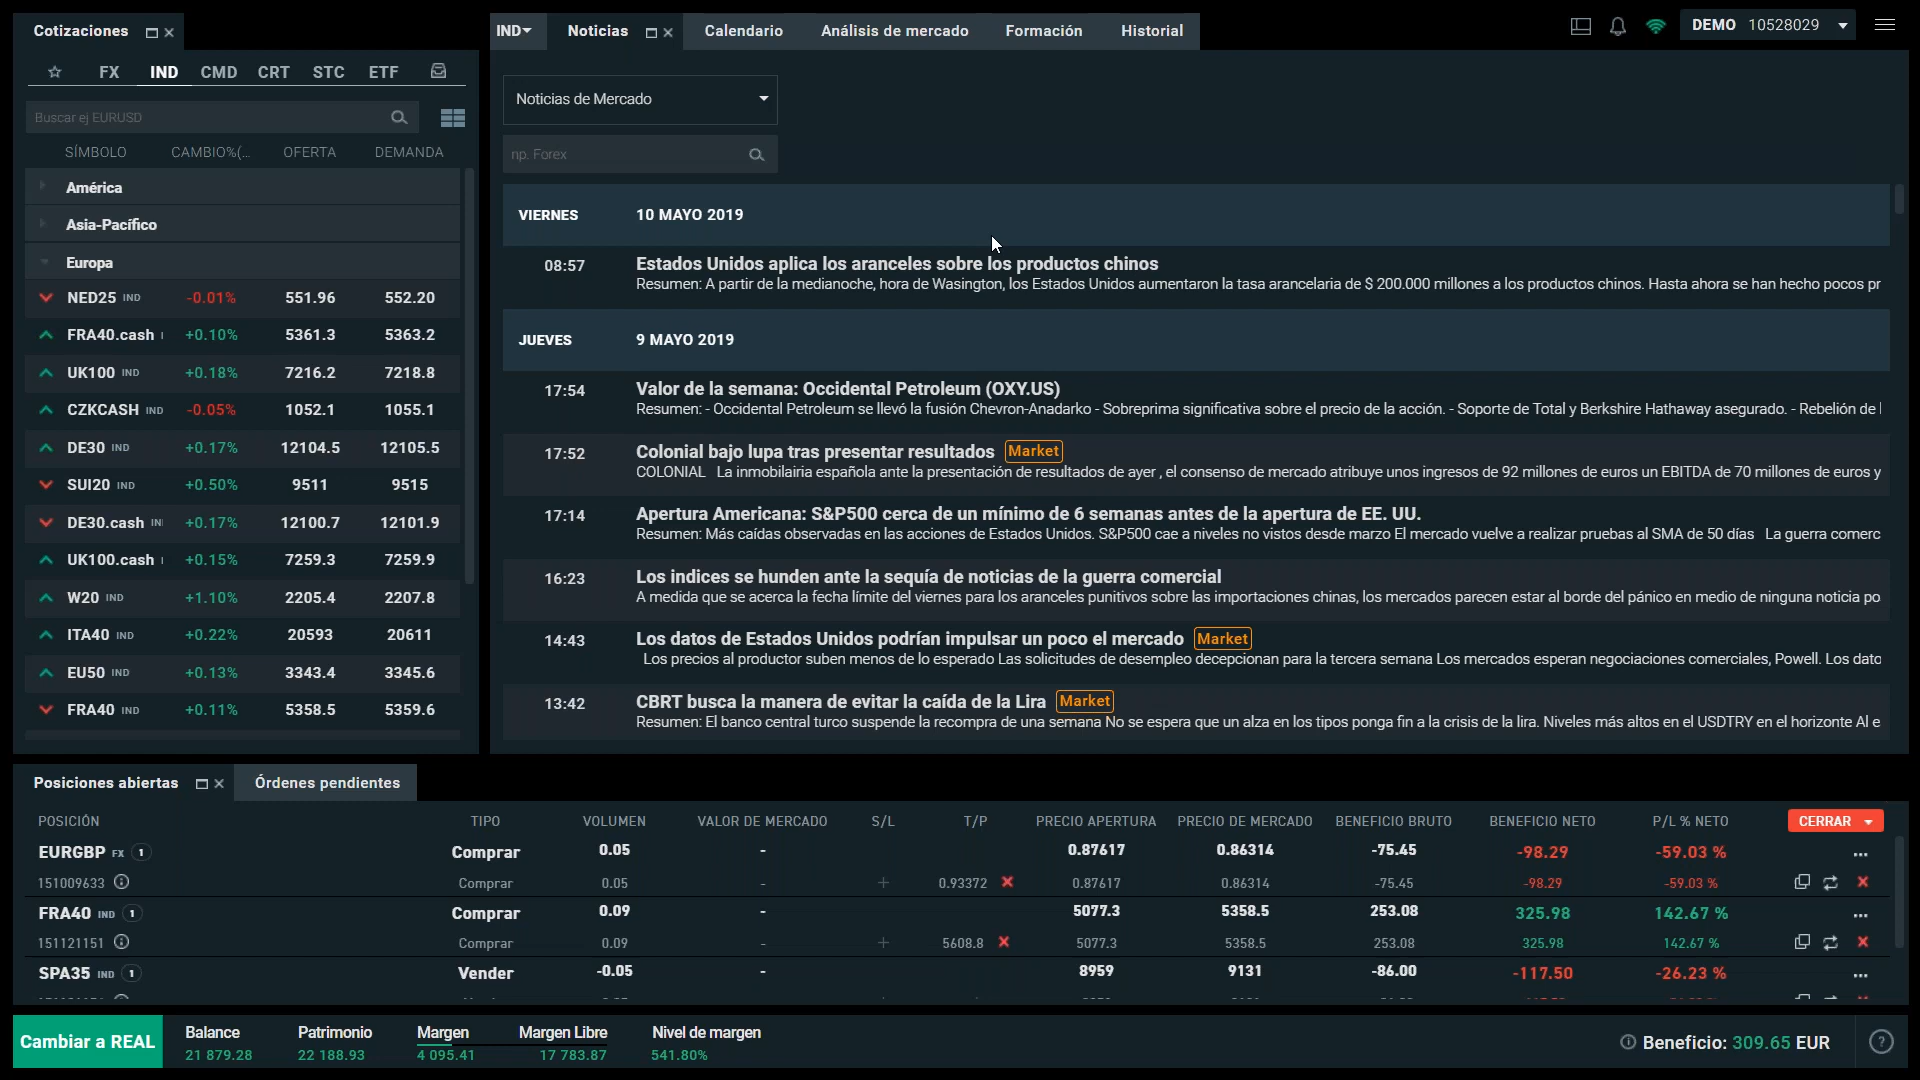 Cotizaciones
FX IND CMD CRT STC ETF
Buscar ej EURUSD
SÍMBOLO CAMBIO%(... OFERTA DEMANDA
América
Asia-Pacífico
Europa
NED25 IND -0.01% 551.96 552.20
FRA40.cash +0.10% 5361.3 5363.2
UK100 IND +0.18% 7216.2 7218.8
CZKCASH IND -0.05% 1052.1 1055.1
DE30 IND +0.17% 12104.5 12105.5
SUI20 IND +0.50% 9511 9515
DE30.cash IN +0.17% 12100.7 12101.9
UK100.cash +0.15% 7259.3 7259.9
W20 IND +1.10% 2205.4 2207.8
ITA40 IND +0.22% 20593 20611
EU50 IND +0.13% 3343.4 3345.6
FRA40 IND +0.11% 5358.5 5359.6
IND Noticias Calendario Análisis de mercado Formación Historial
DEMO 10528029
Noticias de Mercado
np. Forex
VIERNES 10 MAYO 2019
08:57 Estados Unidos aplica los aranceles sobre los productos chinos
Resumen: A partir de la medianoche, hora de Wasington, los Estados Unidos aumentaron la tasa arancelaria de $ 200.000 millones a los productos chinos. Hasta ahora se han hecho pocos pr
JUEVES 9 MAYO 2019
17:54 Valor de la semana: Occidental Petroleum (OXY.US)
Resumen: - Occidental Petroleum se llevó la fusión Chevron-Anadarko - Sobreprima significativa sobre el precio de la acción. - Soporte de Total y Berkshire Hathaway asegurado. - Rebelión de
17:52 Colonial bajo lupa tras presentar resultados Market
COLONIAL La inmobilairia española ante la presentación de resultados de ayer , el consenso de mercado atribuye unos ingresos de 92 millones de euros un EBITDA de 70 millones de euros y
17:14 Apertura Americana: S&P500 cerca de un mínimo de 6 semanas antes de la apertura de EE. UU.
Resumen: Más caídas observadas en las acciones de Estados Unidos. S&P500 cae a niveles no vistos desde marzo El mercado vuelve a realizar pruebas al SMA de 50 días La guerra comerc
16:23 Los indices se hunden ante la sequía de noticias de la guerra comercial
A medida que se acerca la fecha límite del viernes para los aranceles punitivos sobre las importaciones chinas, los mercados parecen estar al borde del pánico en medio de ninguna noticia po
14:43 Los datos de Estados Unidos podrían impulsar un poco el mercado Market
Los precios al productor suben menos de lo esperado Las solicitudes de desempleo decepcionan para la tercera semana Los mercados esperan negociaciones comerciales, Powell. Los dato
13:42 CBRT busca la manera de evitar la caída de la Lira Market
Resumen: El banco central turco suspende la recompra de una semana No se espera que un alza en los tipos ponga fin a la crisis de la lira. Niveles más altos en el USDTRY en el horizonte Al e
Posiciones abiertas Órdenes pendientes
POSICIÓN TIPO VOLUMEN VALOR DE MERCADO S/L T/P PRECIO APERTURA PRECIO DE MERCADO BENEFICIO BRUTO BENEFICIO NETO P/L % NETO CERRAR
EURGBP FX 1 Comprar 0.05 - 0.87617 0.86314 -75.45 -98.29 -59.03 % ...
151009633 Comprar 0.05 - 0.93372 0.87617 0.86314 -75.45 -98.29 -59.03 %
FRA40 IND 1 Comprar 0.09 - 5077.3 5358.5 253.08 325.98 142.67 % ...
151121151 Comprar 0.09 - 5608.8 5077.3 5358.5 253.08 325.98 142.67 %
SPA35 IND 1 Vender -0.05 - 8959 9131 -86.00 -117.50 -26.23 % ...
Cambiar a REAL
Balance Patrimonio Margen Margen Libre Nivel de margen
21 879.28 22 188.93 4 095.41 17 783.87 541.80%
Beneficio: 309.65 EUR ?